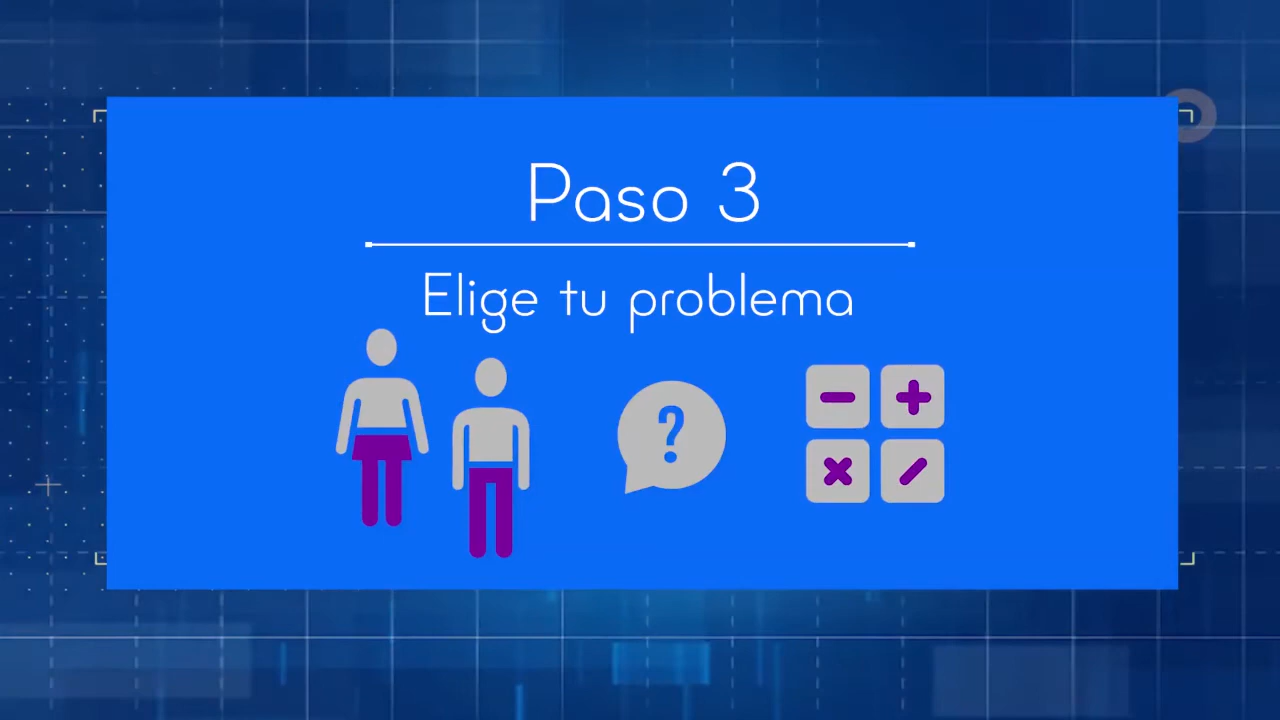 Paso 3
Elige tu problema
?
- +
× /